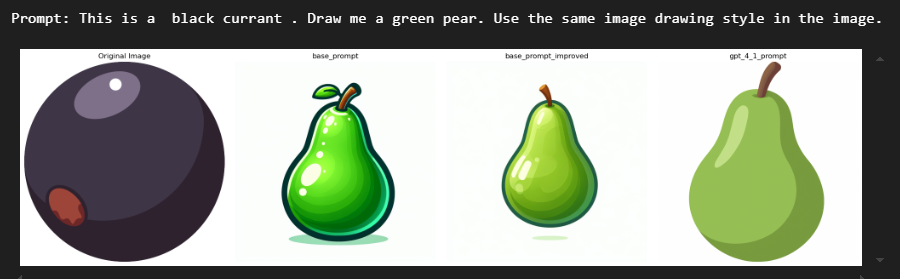 Prompt: This is a  black currant . Draw me a green pear. Use the same image drawing style in the image.
Original Image
base_prompt
base_prompt_improved
gpt_4_1_prompt